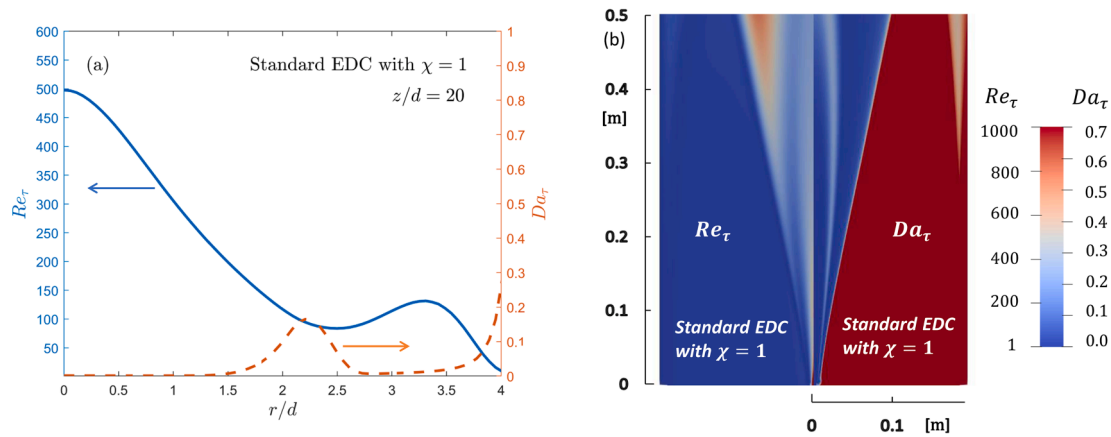 (a)
Standard EDC with χ = 1
z/d = 20
600
550
500
450
400
350
300
250
200
150
100
50
Re_τ
1
0.9
0.8
0.7
0.6
0.5
0.4
0.3
0.2
0.1
0
Da_τ
0 0.5 1 1.5 2 2.5 3 3.5 4
r/d
(b)
0.5
0.4
[m]
0.3
0.2
0.1
0
Re_τ
Da_τ
Standard EDC
with χ = 1
Standard EDC
with χ = 1
0 0.1 [m]
Re_τ Da_τ
1000 0.7
0.6
800 0.5
600 0.4
400 0.3
0.2
200 0.1
1 0.0